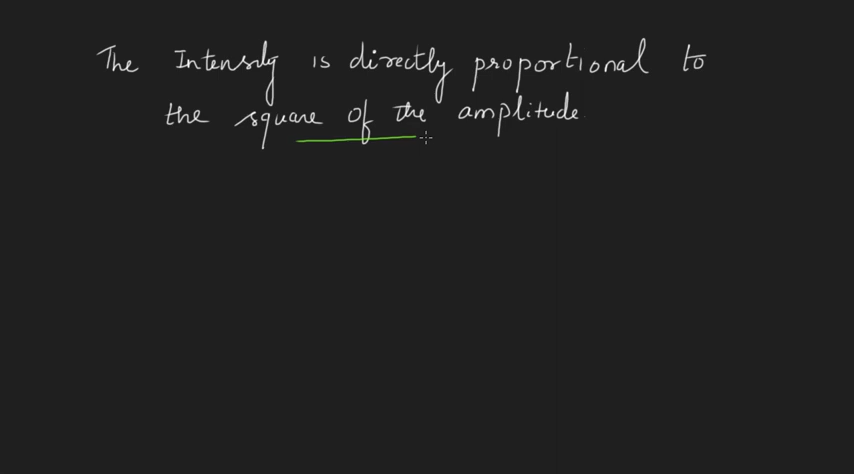 The Intensity is directly proportional to
the square of the amplitude.